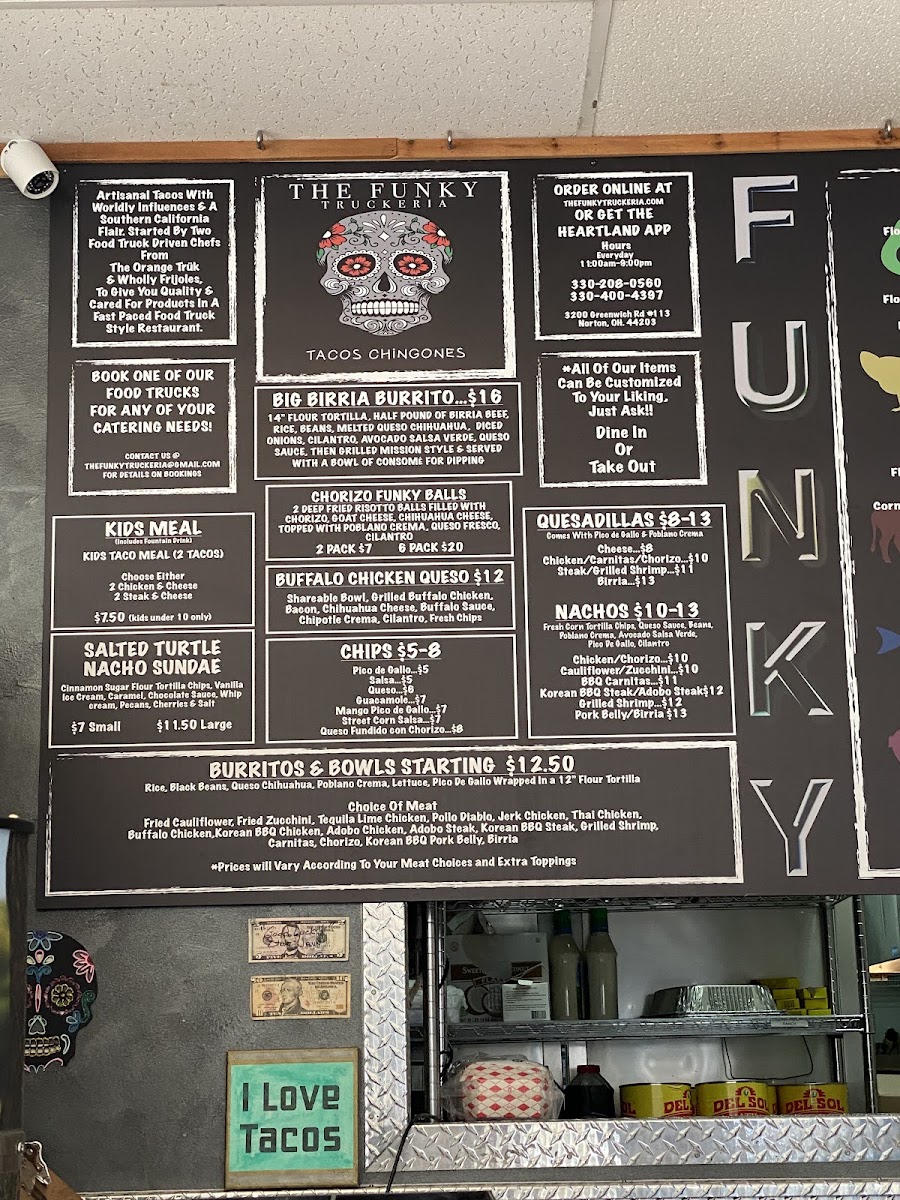 Artisanal Tacos With
Worldly Influences & A
Southern California
Flair. Started By Two
Food Truck Driven Chefs
From
The Orange Trük
& Wholly Frijoles,
To Give You Quality &
Cared For Products In A
Fast Paced Food Truck
Style Restaurant.
BOOK ONE OF OUR
FOOD TRUCKS
FOR ANY OF YOUR
CATERING NEEDS!
CONTACT US @
THEFUNKYTRUCKERIA@GMAIL.COM
FOR DETAILS ON BOOKINGS
KIDS MEAL
(Includes Fountain Drink)
KIDS TACO MEAL (2 TACOS)
Choose Either
2 Chicken & Cheese
2 Steak & Cheese
$7.50 (kids under 10 only)
SALTED TURTLE
NACHO SUNDAE
Cinnamon Sugar Flour Tortilla Chips, Vanilla
Ice Cream, Caramel, Chocolate Sauce, Whip
cream, Pecans, Cherries & Salt
$7 Small $11.50 Large
THE FUNKY
TRUCKERIA
TACOS CHINGONES
BIG BIRRIA BURRITO...$16
14" FLOUR TORTILLA, HALF POUND OF BIRRIA BEEF,
RICE, BEANS, MELTED QUESO CHIHUAHUA, DICED
ONIONS, CILANTRO, AVOCADO SALSA VERDE, QUESO
SAUCE, THEN GRILLED MISSION STYLE & SERVED
WITH A BOWL OF CONSOMÉ FOR DIPPING
CHORIZO FUNKY BALLS
2 DEEP FRIED RISOTTO BALLS FILLED WITH
CHORIZO, GOAT CHEESE, CHIHUAHUA CHEESE,
TOPPED WITH POBLANO CREMA, QUESO FRESCO,
CILANTRO
2 PACK $7 6 PACK $20
BUFFALO CHICKEN QUESO $12
Shareable Bowl, Grilled Buffalo Chicken,
Bacon, Chihuahua Cheese, Buffalo Sauce,
Chipotle Crema, Cilantro, Fresh Chips
CHIPS $5-8
Pico de Gallo...$5
Salsa...$5
Queso...$6
Guacamole...$7
Mango Pico de Gallo...$7
Street Corn Salsa...$7
Queso Fundido con Chorizo...$8
ORDER ONLINE AT
THEFUNKYTRUCKERIA.COM
OR GET THE
HEARTLAND APP
Hours
Everyday
11:00am-9:00pm
330-208-0560
330-400-4397
3200 Greenwich Rd #113
Norton, OH. 44203
*All Of Our Items
Can Be Customized
To Your Liking,
Just Ask!!
Dine In
Or
Take Out
QUESADILLAS $8-13
Comes With Pico de Gallo & Poblano Crema
Cheese...$8
Chicken/Carnitas/Chorizo...$10
Steak/Grilled Shrimp...$11
Birria...$13
NACHOS $10-13
Fresh Corn Tortilla Chips, Queso Sauce, Beans,
Poblano Crema, Avocado Salsa Verde,
Pico De Gallo, Cilantro
Chicken/Chorizo...$10
Cauliflower/Zucchini...$10
BBQ Carnitas...$11
Korean BBQ Steak/Adobo Steak$12
Grilled Shrimp...$12
Pork Belly/Birria $13
BURRITOS & BOWLS STARTING $12.50
Rice, Black Beans, Queso Chihuahua, Poblano Crema, Lettuce, Pico De Gallo Wrapped In a 12" Flour Tortilla
Choice Of Meat
Fried Cauliflower, Fried Zucchini, Tequila Lime Chicken, Pollo Diablo, Jerk Chicken, Thai Chicken,
Buffalo Chicken,Korean BBQ Chicken, Adobo Chicken, Adobo Steak, Korean BBQ Steak, Grilled Shrimp,
Carnitas, Chorizo, Korean BBQ Pork Belly, Birria
*Prices will Vary According To Your Meat Choices and Extra Toppings
FUNKY
Corn
I Love
Tacos
DEL SOL
DEL SOL